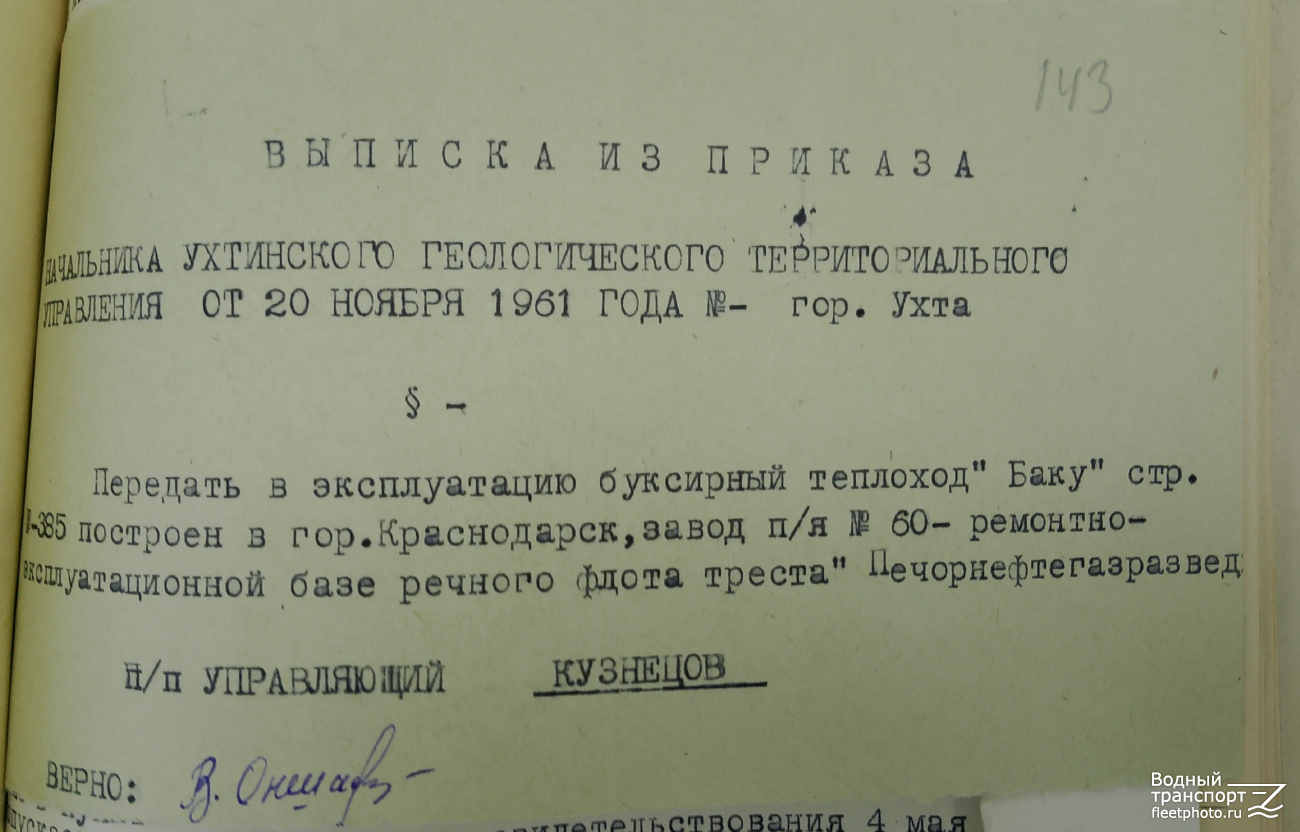 143
ВЫПИСКА ИЗ ПРИКАЗА
НАЧАЛЬНИКА УХТИНСКОГО ГЕОЛОГИЧЕСКОГО ТЕРРИТОРИАЛЬНОГО
УПРАВЛЕНИЯ ОТ 20 НОЯБРЯ 1961 ГОДА №- гор. Ухта
§ -
Передать в эксплуатацию буксирный теплоход" Баку" стр.
-385 построен в гор.Краснодарск,завод п/я № 60- ремонтно-
эксплуатационной базе речного фдота треста" Печорнефтегазразвед
П/п УПРАВЛЯЮЩИЙ КУЗНЕЦОВ
ВЕРНО: В.
свидетельствования 4 мая
Водный
транспорт
fleetphoto.ru